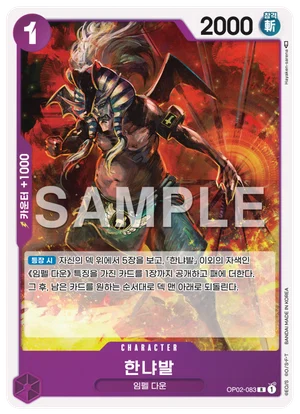 1
2000
참격
斬
카운터 +1000
SAMPLE
등장 시 자신의 덱 위에서 5장을 보고, 「한냐발」 이외의 자색인
《임펠 다운》 특징을 가진 카드를 1장까지 공개하고 패에 더한다.
그 후, 남은 카드를 원하는 순서대로 덱 맨 아래로 되돌린다.
CHARACTER
한냐발
임펠 다운
OP02-083 R 1
BANDAI MADE IN KOREA